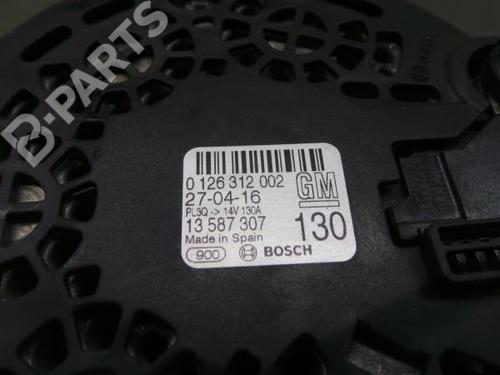 B-PARTS
BOSCH
0 126 312 002
27-04-16
GM
PL3Q -> 14V 130A
13 587 307
130
Made in Spain
900
BOSCH